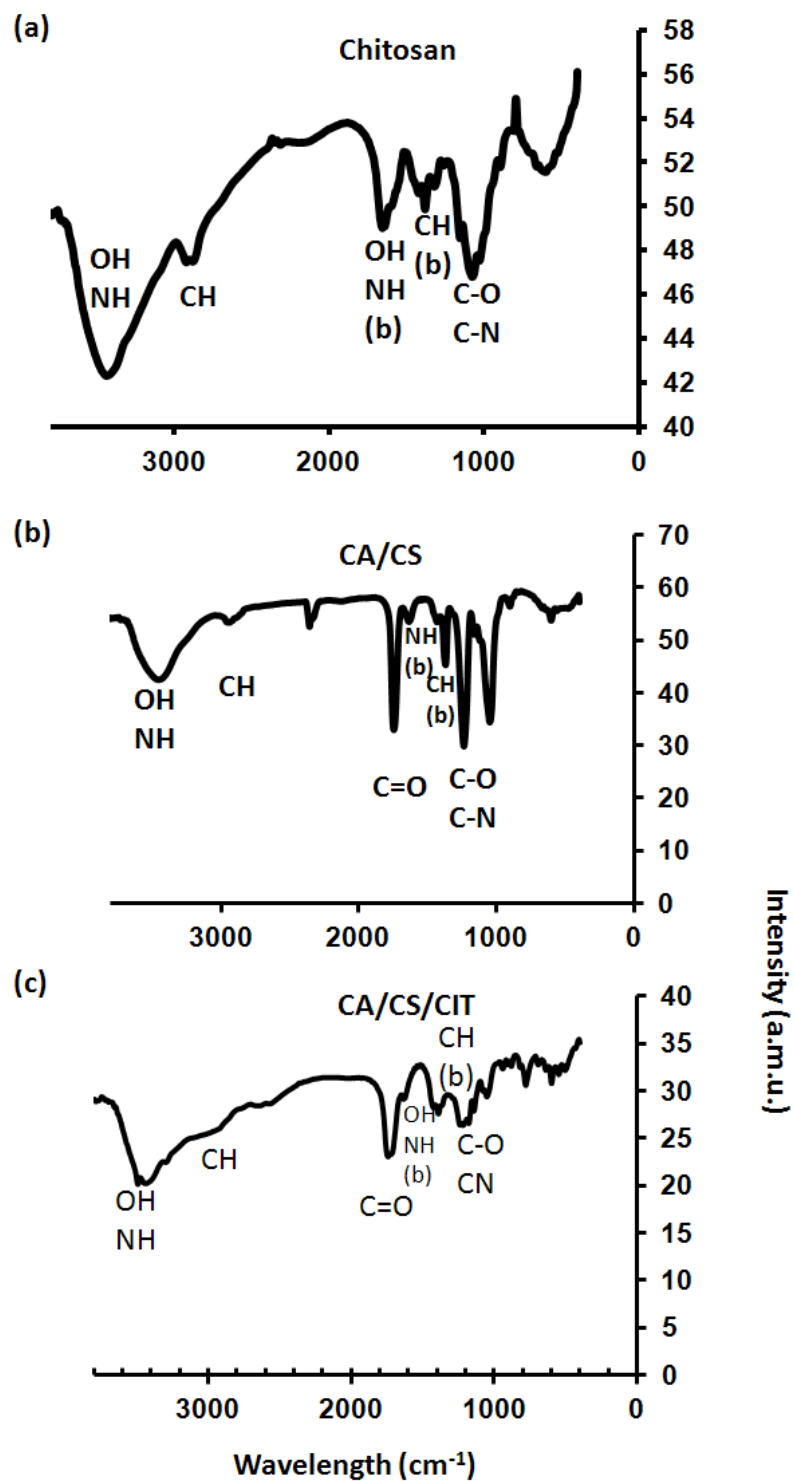 (a)
Chitosan
58
56
54
52
50
48
46
44
42
40
OH
NH
CH
OH
NH
(b)
CH
(b)
C-O
C-N
3000 2000 1000 0
(b)
CA/CS
70
60
50
40
30
20
10
0
OH
NH
CH
C=O
NH
(b)
CH
(b)
C-O
C-N
3000 2000 1000 0
(c)
CA/CS/CIT
40
35
30
25
20
15
10
5
0
OH
NH
CH
C=O
OH
NH
(b)
CH
(b)
C-O
CN
3000 2000 1000 0
Wavelength (cm⁻¹)
Intensity (a.m.u.)